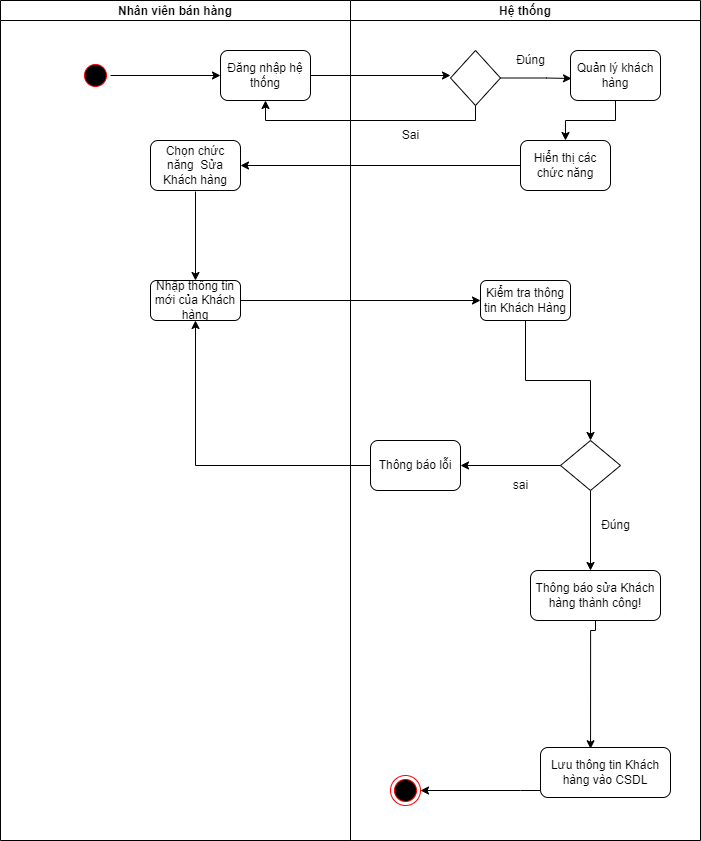 Nhân viên bán hàng
Hệ thống
Đăng nhập hệ
thống
Đúng
Quản lý khách
hàng
Sai
Chọn chức
năng Sửa
Khách hàng
Hiển thị các
chức năng
Nhập thông tin
mới của Khách
hàng
Kiểm tra thông
tin Khách Hàng
Thông báo lỗi
sai
Đúng
Thông báo sửa Khách
hàng thành công!
Lưu thông tin Khách
hàng vào CSDL